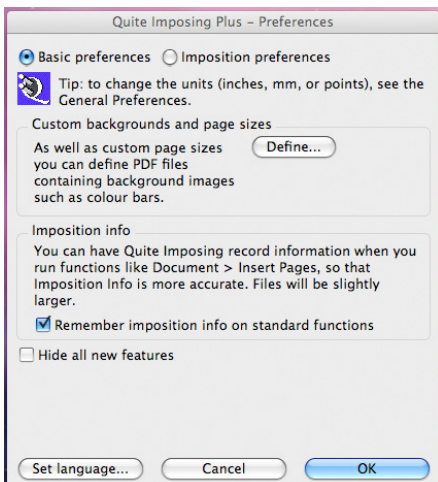 Quite Imposing Plus – Preferences
Basic preferences Imposition preferences
Tip: to change the units (inches, mm, or points), see the
General Preferences.
Custom backgrounds and page sizes
As well as custom page sizes Define...
you can define PDF files
containing background images
such as colour bars.
Imposition info
You can have Quite Imposing record information when you
run functions like Document > Insert Pages, so that
Imposition Info is more accurate. Files will be slightly
larger.
Remember imposition info on standard functions
Hide all new features
Set language... Cancel OK